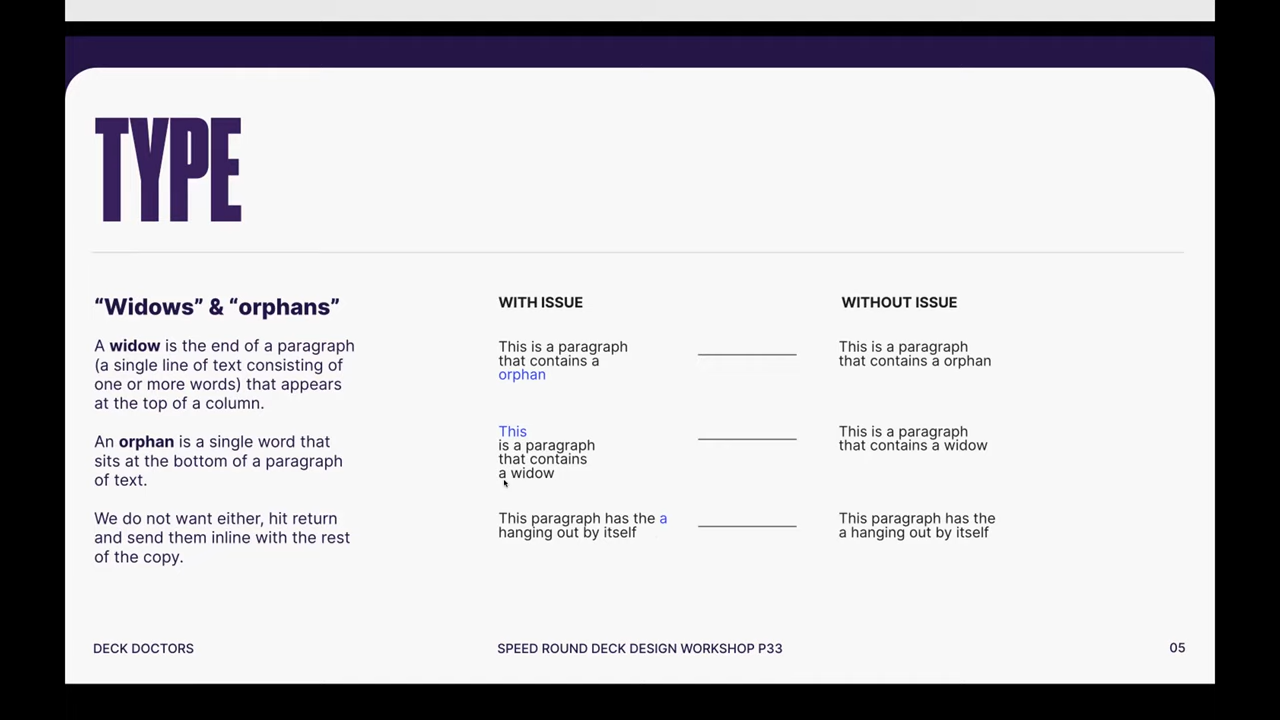 TYPE
“Widows” & “orphans”
A widow is the end of a paragraph
(a single line of text consisting of
one or more words) that appears
at the top of a column.
An orphan is a single word that
sits at the bottom of a paragraph
of text.
We do not want either, hit return
and send them inline with the rest
of the copy.
WITH ISSUE
This is a paragraph
that contains a
orphan
This
is a paragraph
that contains
a widow
This paragraph has the a
hanging out by itself
WITHOUT ISSUE
This is a paragraph
that contains a orphan
This is a paragraph
that contains a widow
This paragraph has the
a hanging out by itself
DECK DOCTORS
SPEED ROUND DECK DESIGN WORKSHOP P33
05